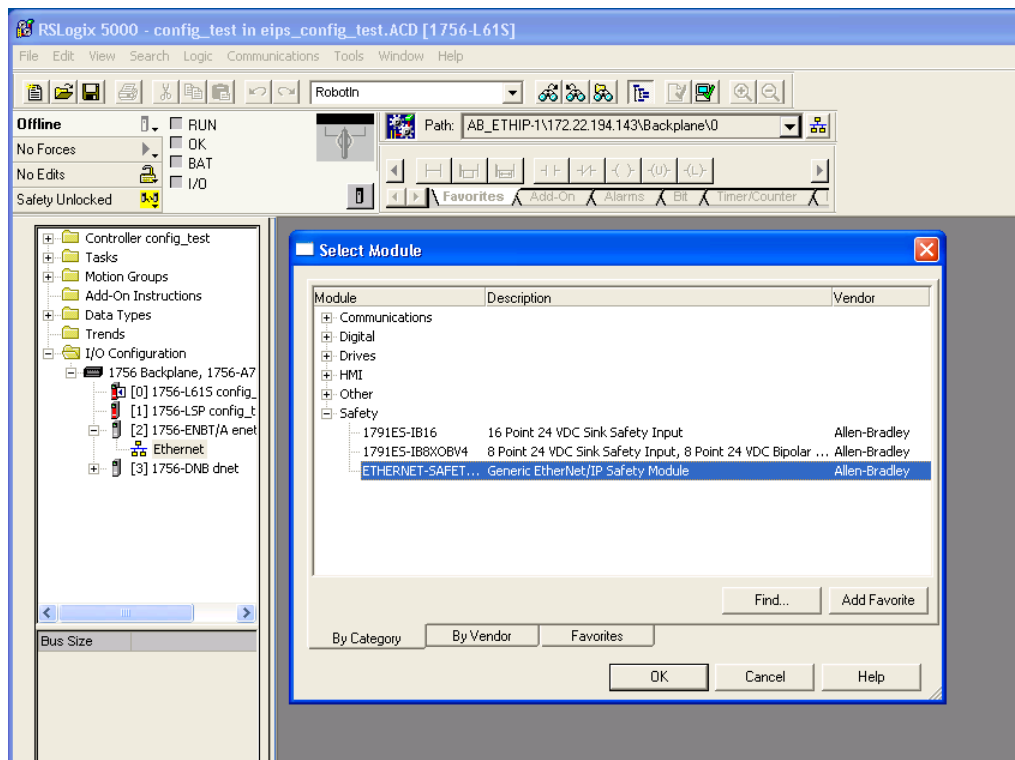 RSLogix 5000 - config_test in eips_config_test.ACD [1756-L61S]
File Edit View Search Logic Communications Tools Window Help
RobotIn
Offline RUN
No Forces OK
No Edits BAT
Safety Unlocked I/O
Path: AB_ETHIP-1\172.22.194.143\Backplane\0
Favorites Add-On Alarms Bit Timer/Counter
Controller config_test
Tasks
Motion Groups
Add-On Instructions
Data Types
Trends
I/O Configuration
1756 Backplane, 1756-A7
[0] 1756-L61S config_
[1] 1756-LSP config_t
[2] 1756-ENBT/A enet
Ethernet
[3] 1756-DNB dnet
Bus Size
Select Module
Module Description Vendor
Communications
Digital
Drives
HMI
Other
Safety
1791ES-IB16 16 Point 24 VDC Sink Safety Input Allen-Bradley
1791ES-IB8XOBV4 8 Point 24 VDC Sink Safety Input, 8 Point 24 VDC Bipolar ... Allen-Bradley
ETHERNET-SAFET... Generic EtherNet/IP Safety Module Allen-Bradley
Find... Add Favorite
By Category By Vendor Favorites
OK Cancel Help